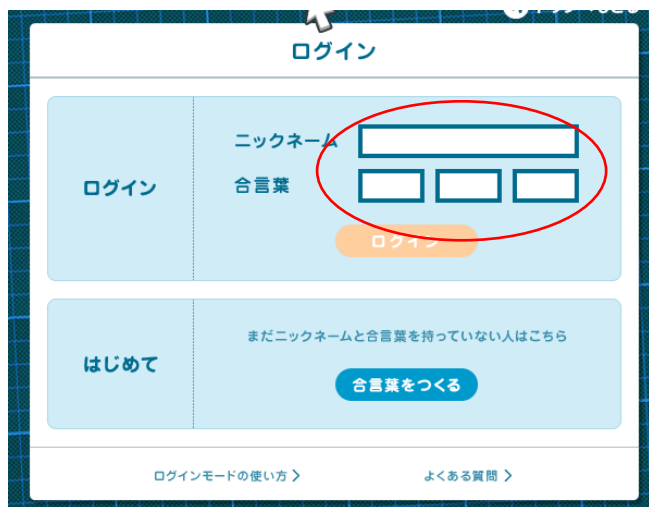 ログイン
ニックネーム
合言葉
ログイン
ログイン
まだニックネームと合言葉を持っていない人はこちら
はじめて
合言葉をつくる
ログインモードの使い方
よくある質問